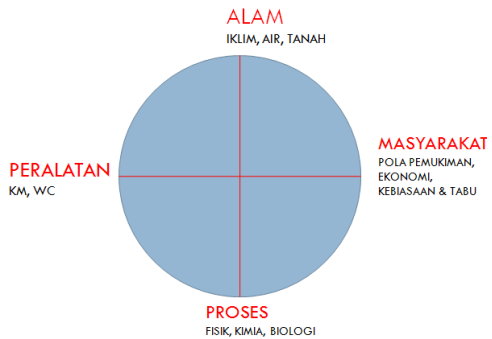 ALAM
IKLIM, AIR, TANAH
MASYARAKAT
POLA PEMUKIMAN,
EKONOMI,
KEBIASAAN & TABU
PERALATAN
KM, WC
PROSES
FISIK, KIMIA, BIOLOGI